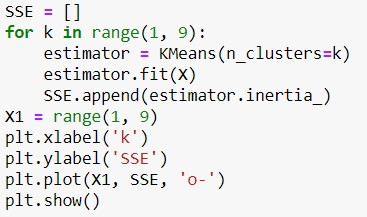 SSE = []
for k in range(1, 9):
    estimator = KMeans(n_clusters=k)
    estimator.fit(X)
    SSE.append(estimator.inertia_)
X1 = range(1, 9)
plt.xlabel('k')
plt.ylabel('SSE')
plt.plot(X1, SSE, 'o-')
plt.show()